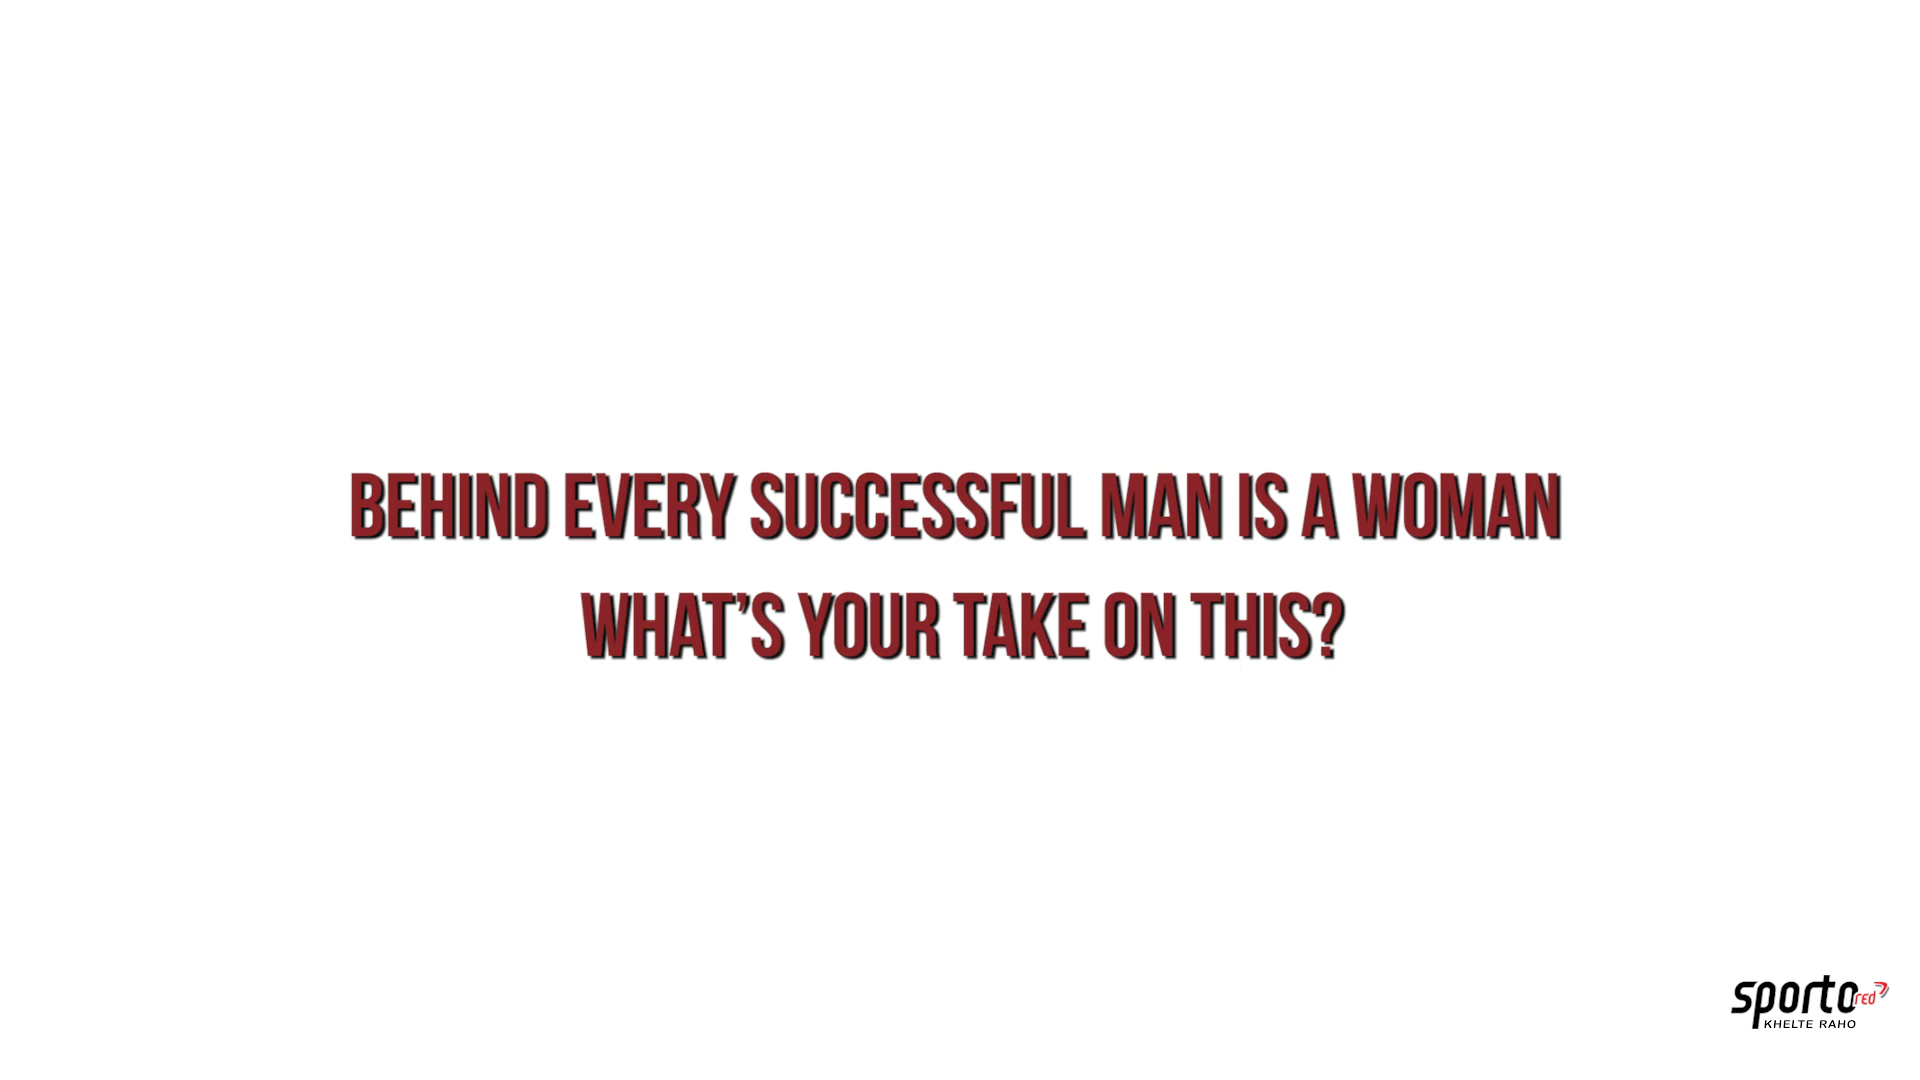 BEHIND EVERY SUCCESSFUL MAN IS A WOMAN
WHAT’S YOUR TAKE ON THIS?
sporto red
KHELTE RAHO